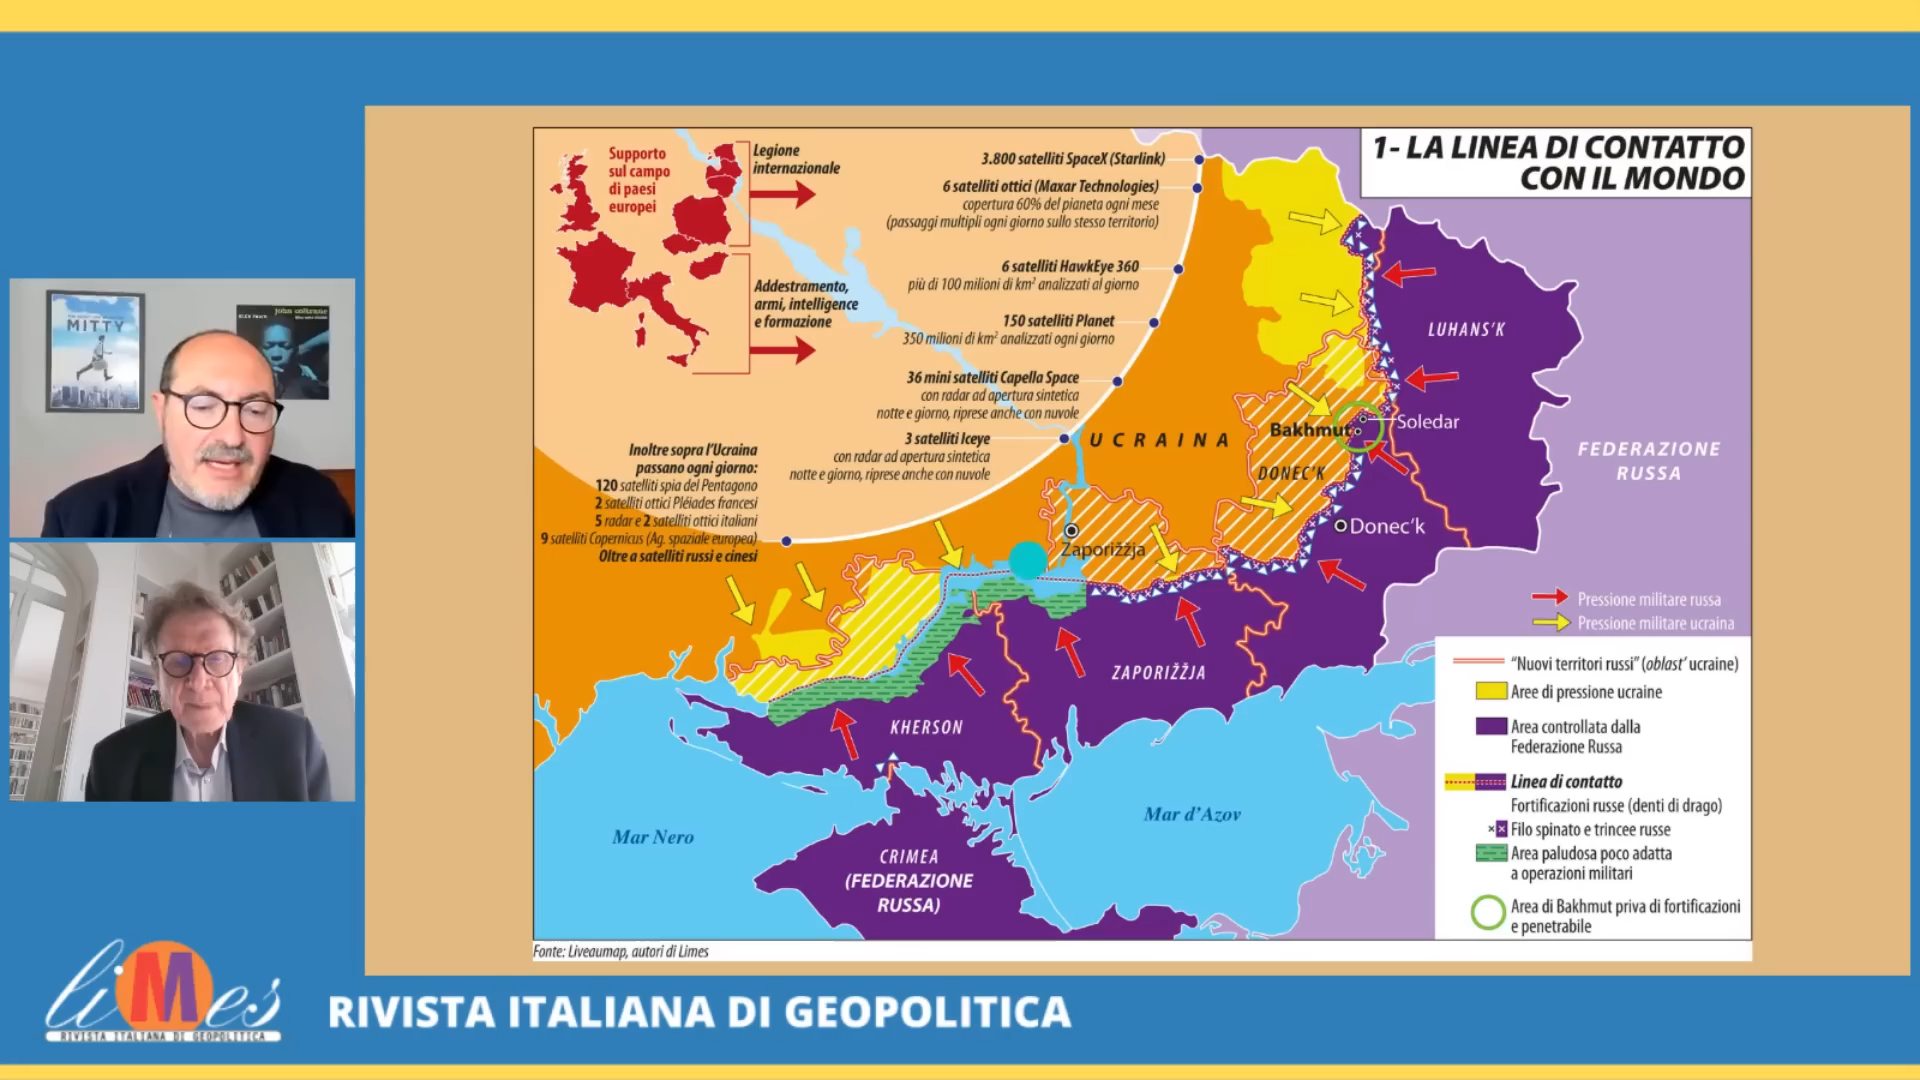 1- LA LINEA DI CONTATTO
CON IL MONDO
Supporto
sul campo
di paesi
europei
Legione
internazionale
Addestramento,
armi, intelligence
e formazione
3.800 satelliti SpaceX (Starlink)
6 satelliti ottici (Maxar Technologies)
copertura 60% del pianeta ogni mese
(passaggi multipli ogni giorno sullo stesso territorio)
6 satelliti HawkEye 360
più di 100 milioni di km² analizzati al giorno
150 satelliti Planet
350 milioni di km² analizzati ogni giorno
36 mini satelliti Capella Space
con radar ad apertura sintetica
notte e giorno, riprese anche con nuvole
3 satelliti Iceye
con radar ad apertura sintetica
notte e giorno, riprese anche con nuvole
Inoltre sopra l'Ucraina
passano ogni giorno:
120 satelliti spia del Pentagono
2 satelliti ottici Pléiades francesi
5 radar e 2 satelliti ottici italiani
9 satelliti Copernicus (Ag. spaziale europea)
Oltre a satelliti russi e cinesi
UCRAINA
LUHANS'K
Soledar
Bakhmut
DONEC'K
Donec'k
Zaporižžja
FEDERAZIONE
RUSSA
ZAPORIŽŽJA
KHERSON
CRIMEA
(FEDERAZIONE
RUSSA)
Mar Nero
Mar d'Azov
Pressione militare russa
Pressione militare ucraina
"Nuovi territori russi" (oblast' ucraine)
Aree di pressione ucraine
Area controllata dalla
Federazione Russa
Linea di contatto
Fortificazioni russe (denti di drago)
Filo spinato e trincee russe
Area paludosa poco adatta
a operazioni militari
Area di Bakhmut priva di fortificazioni
e penetrabile
Fonte: Liveaumap, autori di Limes
MITTY
john coltrane
liMes
RIVISTA ITALIANA DI GEOPOLITICA
RIVISTA ITALIANA DI GEOPOLITICA